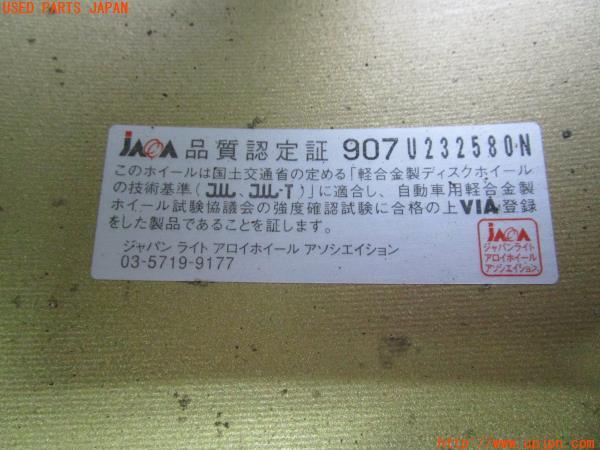 USED PARTS JAPAN
JAWA 品質認定証 907 U232580N
このホイールは国土交通省の定める「軽合金製ディスクホイール
の技術基準(JWL、JWL-T)」に適合し、自動車用軽合金製
ホイール試験協議会の強度確認試験に合格の上VIA登録
をした製品であることを証します。
ジャパン ライト アロイホイール アソシエイション
03-5719-9177
JAWA
ジャパンライト
アロイホイール
アソシエイション
http://www.upjpn.com